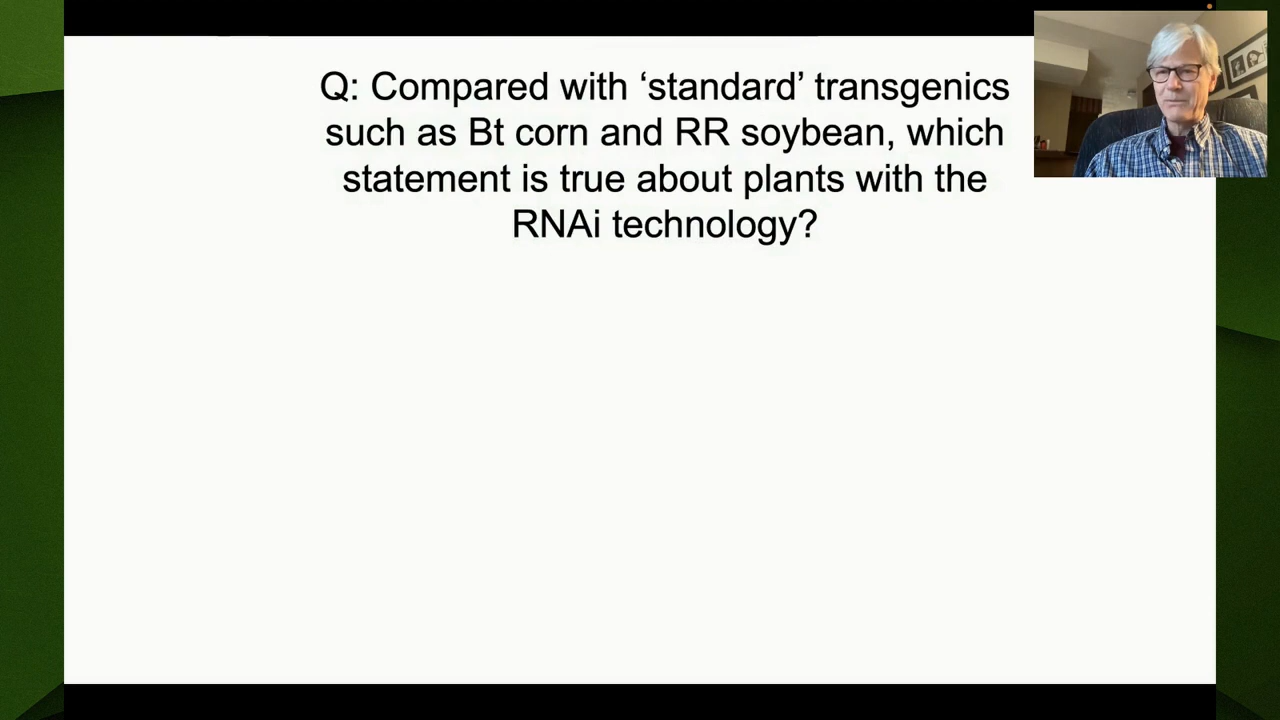 Q: Compared with ‘standard’ transgenics
such as Bt corn and RR soybean, which
statement is true about plants with the
RNAi technology?